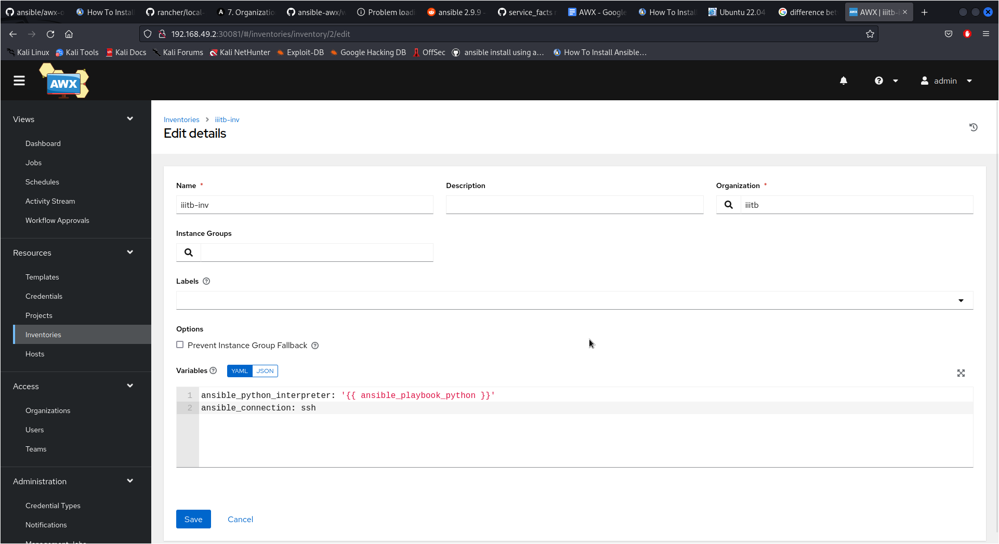 ansible/awx-o
How To Instal
rancher/local-
7. Organizatio
ansible-awx/w
Problem loadi
ansible 2.9.9 -
service_facts r
AWX - Google
How To Instal
Ubuntu 22.04
difference bet
AWX | iiitb-i
192.168.49.2:30081/#/inventories/inventory/2/edit
Kali Linux
Kali Tools
Kali Docs
Kali Forums
Kali NetHunter
Exploit-DB
Google Hacking DB
OffSec
ansible install using a...
How To Install Ansible...
AWX
admin
Views
Dashboard
Jobs
Schedules
Activity Stream
Workflow Approvals
Resources
Templates
Credentials
Projects
Inventories
Hosts
Access
Organizations
Users
Teams
Administration
Credential Types
Notifications
Management Jobs
Inventories > iiitb-inv
Edit details
Name *
iiitb-inv
Description
Organization *
iiitb
Instance Groups
Labels
Options
Prevent Instance Group Fallback
Variables YAML JSON
1 ansible_python_interpreter: '{{ ansible_playbook_python }}'
2 ansible_connection: ssh
Save Cancel